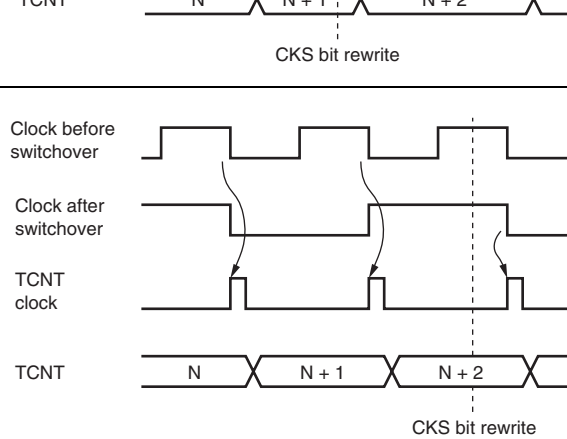 TCNT N N + 1 N + 2
CKS bit rewrite
Clock before
switchover
Clock after
switchover
TCNT
clock
TCNT N N + 1 N + 2
CKS bit rewrite